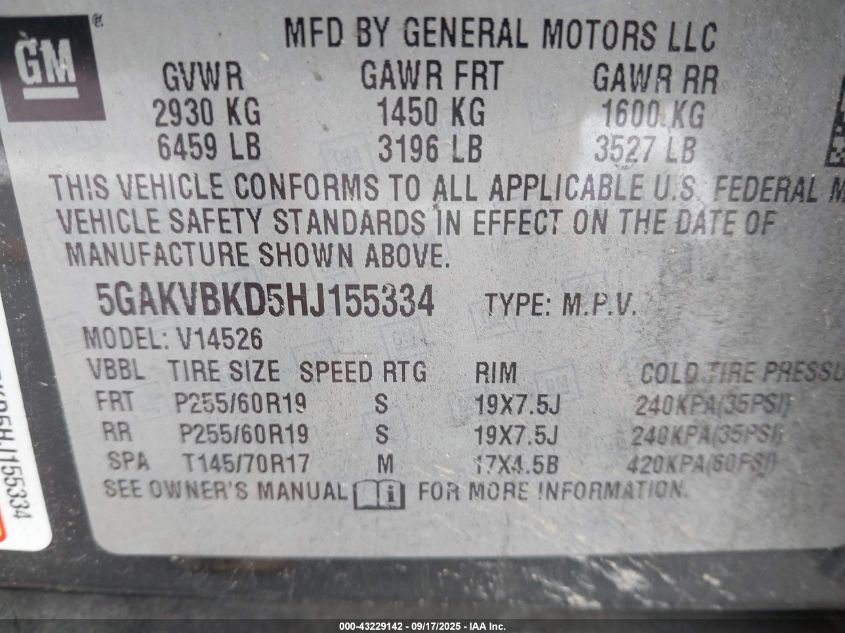 GM
®
MFD BY GENERAL MOTORS LLC
GVWR GAWR FRT GAWR RR
2930 KG 1450 KG 1600 KG
6459 LB 3196 LB 3527 LB
THIS VEHICLE CONFORMS TO ALL APPLICABLE U.S. FEDERAL M
VEHICLE SAFETY STANDARDS IN EFFECT ON THE DATE OF
MANUFACTURE SHOWN ABOVE.
5GAKVBKD5HJ155334 TYPE: M.P.V.
MODEL: V14526
VBBL TIRE SIZE SPEED RTG RIM COLD TIRE PRESSU
FRT P255/60R19 S 19X7.5J 240KPA(35PSI)
RR P255/60R19 S 19X7.5J 240KPA(35PSI)
SPA T145/70R17 M 17X4.5B 420KPA(60PSI)
SEE OWNER'S MANUAL FOR MORE INFORMATION.
KD5HJ155334
000-43229142 - 09/17/2025 - IAA Inc.